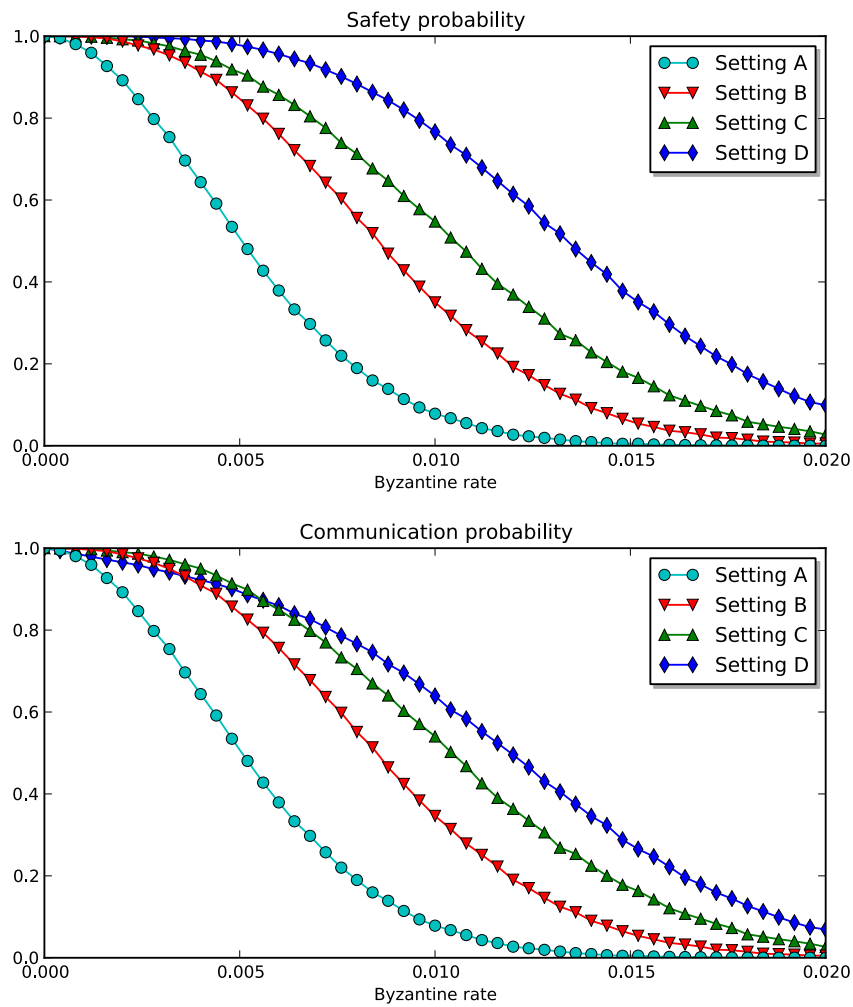 Safety probability
1.0
0.8
0.6
0.4
0.2
0.0
Setting A
Setting B
Setting C
Setting D
0.000
0.005
0.010
0.015
0.020
Byzantine rate
Communication probability
1.0
0.8
0.6
0.4
0.2
0.0
Setting A
Setting B
Setting C
Setting D
0.000
0.005
0.010
0.015
0.020
Byzantine rate